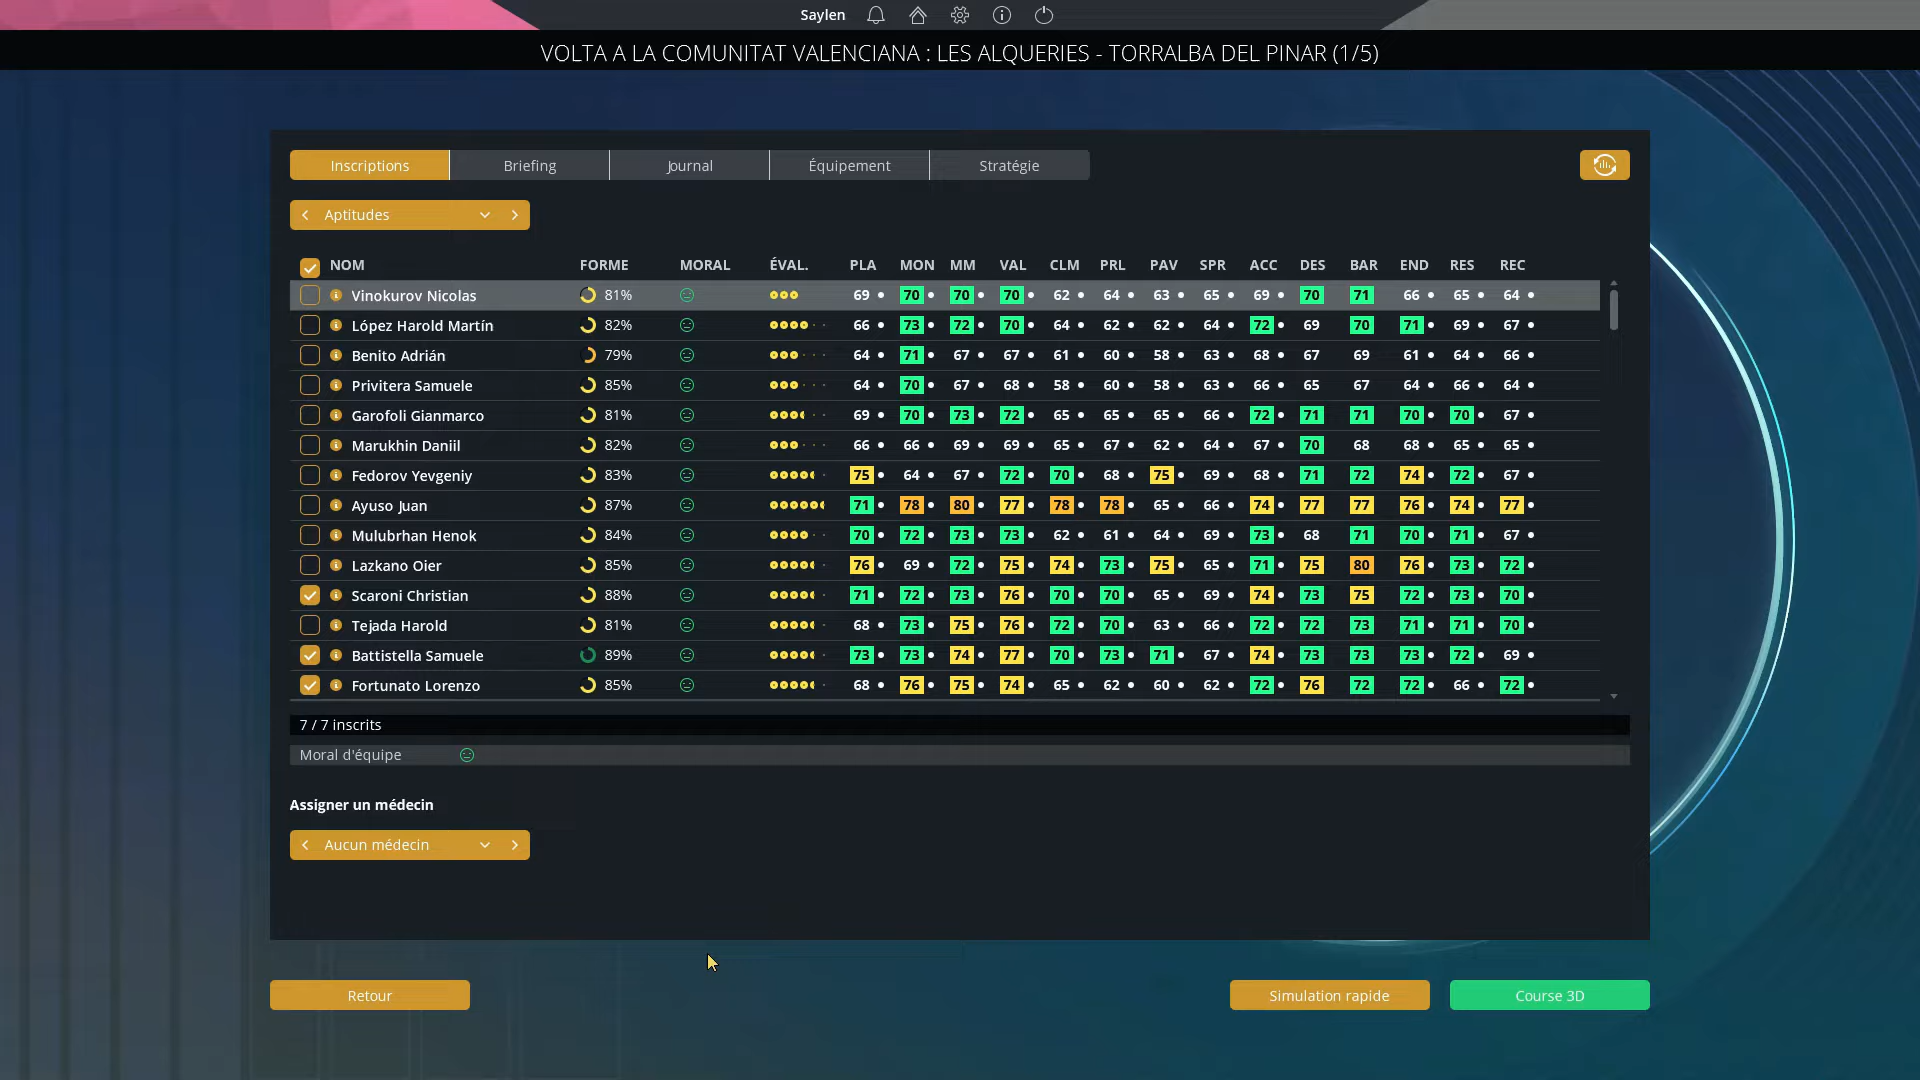 Saylen
VOLTA A LA COMUNITAT VALENCIANA : LES ALQUERIES - TORRALBA DEL PINAR (1/5)
Inscriptions Briefing Journal Équipement Stratégie
Aptitudes
NOM FORME MORAL ÉVAL. PLA MON MM VAL CLM PRL PAV SPR ACC DES BAR END RES REC
Vinokurov Nicolas 81% 69 70 70 70 62 64 63 65 69 70 71 66 65 64
López Harold Martín 82% 66 73 72 70 64 62 62 64 72 69 70 71 69 67
Benito Adrián 79% 64 71 67 67 61 60 58 63 68 67 69 61 64 66
Privitera Samuele 85% 64 70 67 68 58 60 58 63 66 65 67 64 66 64
Garofoli Gianmarco 81% 69 70 73 72 65 65 65 66 72 71 71 70 70 67
Marukhin Daniil 82% 66 66 69 69 65 67 62 64 67 70 68 68 65 65
Fedorov Yevgeniy 83% 75 64 67 72 70 68 75 69 68 71 72 74 72 67
Ayuso Juan 87% 71 78 80 77 78 78 65 66 74 77 77 76 74 77
Mulubrhan Henok 84% 70 72 73 73 62 61 64 69 73 68 71 70 71 67
Lazkano Oier 85% 76 69 72 75 74 73 75 65 71 75 80 76 73 72
Scaroni Christian 88% 71 72 73 76 70 70 65 69 74 73 75 72 73 70
Tejada Harold 81% 68 73 75 76 72 70 63 66 72 72 73 71 71 70
Battistella Samuele 89% 73 73 74 77 70 73 71 67 74 73 73 73 72 69
Fortunato Lorenzo 85% 68 76 75 74 65 62 60 62 72 76 72 72 66 72
7 / 7 inscrits
Moral d'équipe
Assigner un médecin
Aucun médecin
Retour Simulation rapide Course 3D